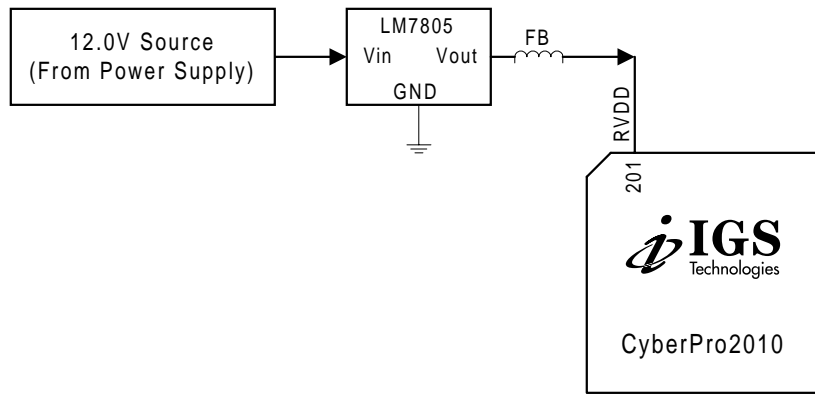 12.0V Source
(From Power Supply)
LM7805
Vin Vout
GND
FB
RVDD
201
i IGS
Technologies
CyberPro2010